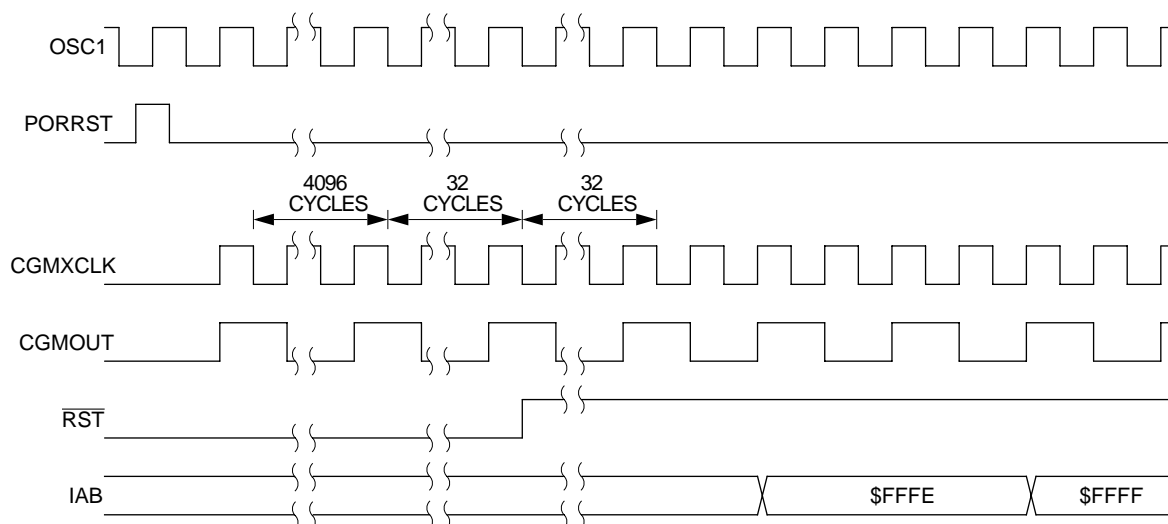 OSC1
PORRST
4096
CYCLES
32
CYCLES
32
CYCLES
CGMXCLK
CGMOUT
RST
IAB
$FFFE
$FFFF